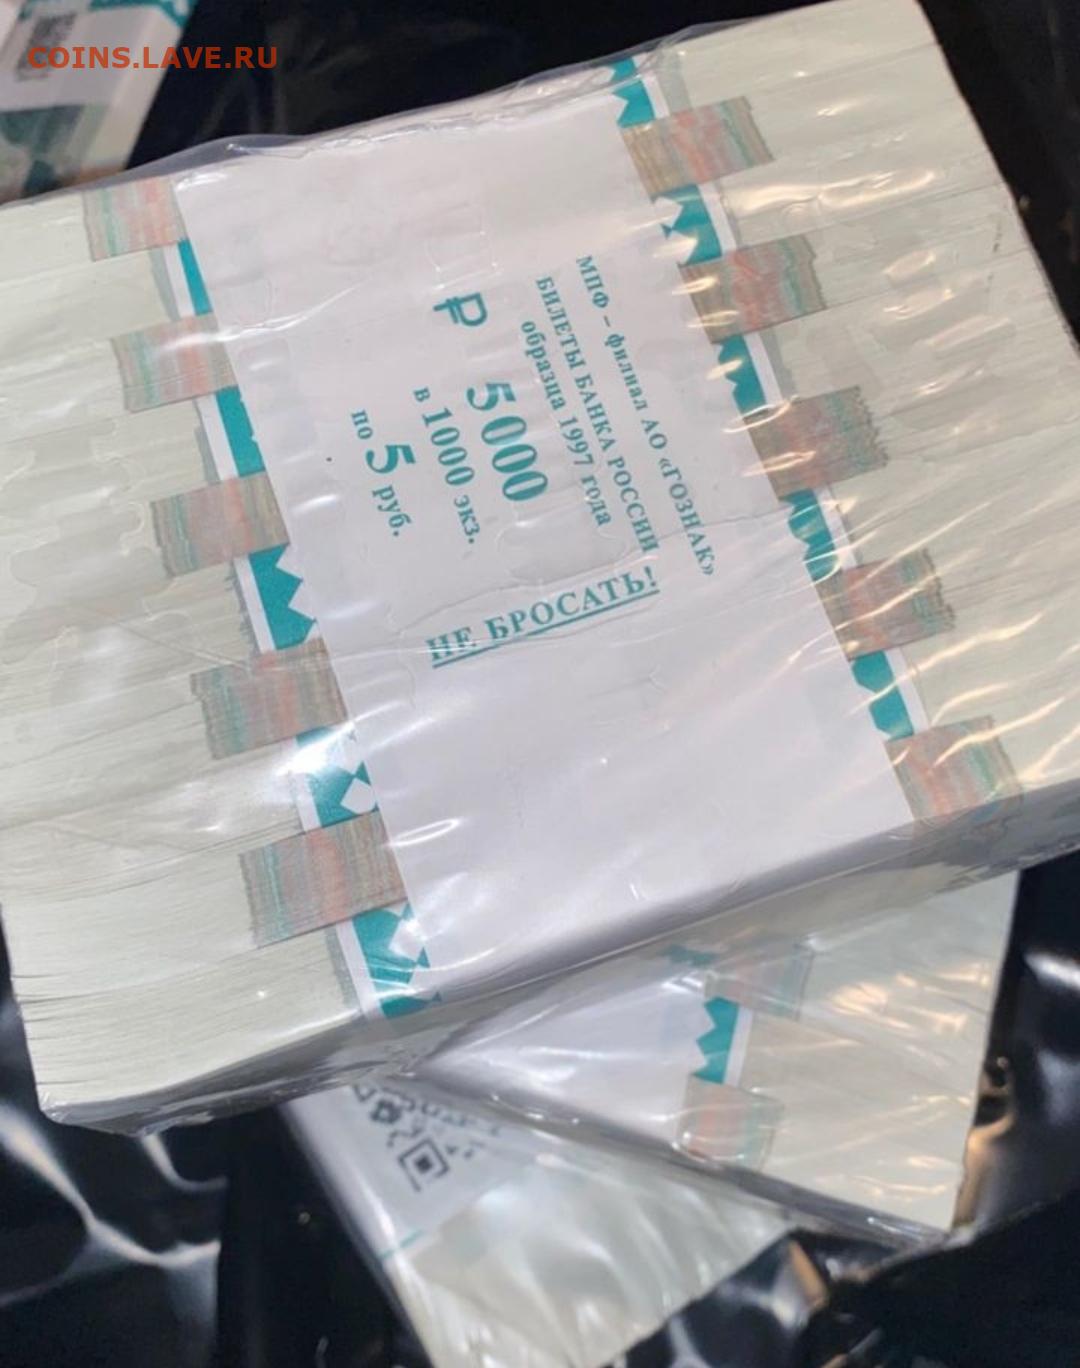 COINS.LAVE.RU
МПФ – филиал АО «ГОЗНАК»
БИЛЕТЫ БАНКА РОССИИ
образца 1997 года
₽ 5000
в 1000 экз.
по 5 руб.
НЕ БРОСАТЬ!